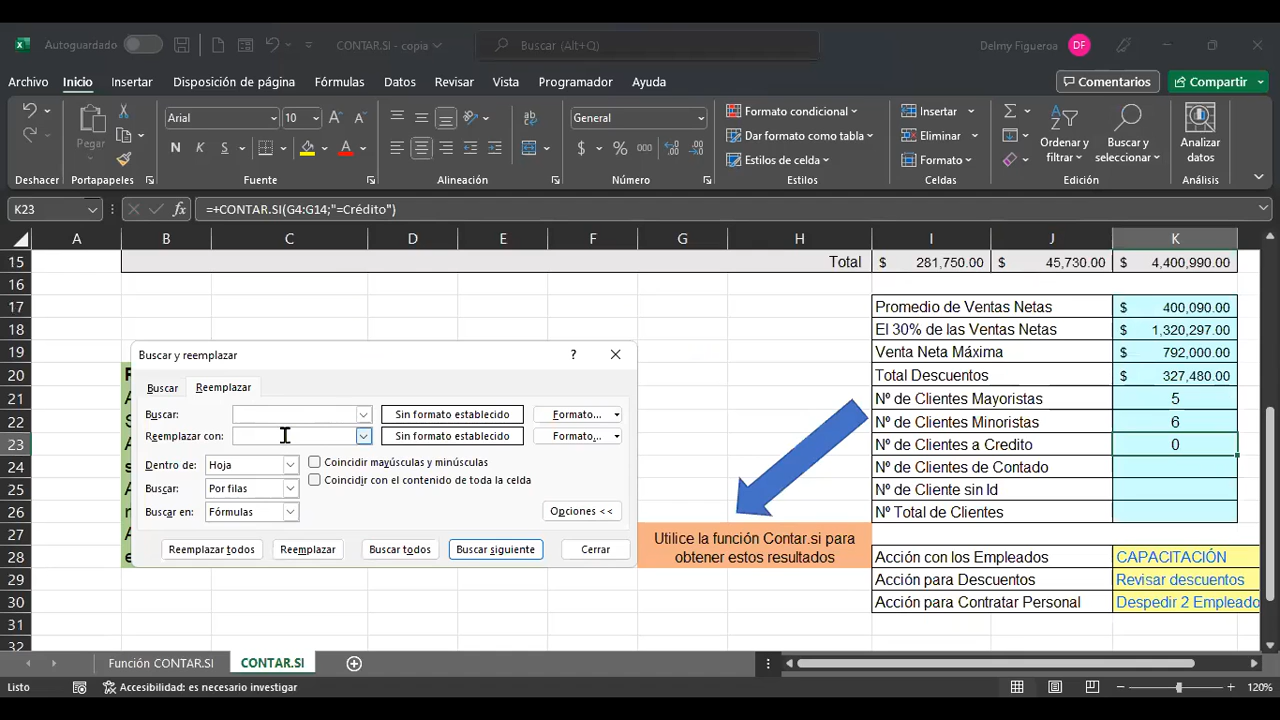 Autoguardado
CONTAR.SI - copia
Buscar (Alt+Q)
Delmy Figueroa
DF
Archivo Inicio Insertar Disposición de página Fórmulas Datos Revisar Vista Programador Ayuda
Comentarios
Compartir
Pegar
Arial
10
N K S
General
$ % 000
Formato condicional
Dar formato como tabla
Estilos de celda
Insertar
Eliminar
Formato
Ordenar y filtrar
Buscar y seleccionar
Analizar datos
Deshacer Portapapeles Fuente Alineación Número Estilos Celdas Edición Análisis
K23
fx
=+CONTAR.SI(G4:G14;"=Crédito")
A B C D E F G H I J K
15 Total $ 281,750.00 $ 45,730.00 $ 4,400,990.00
16
17 Promedio de Ventas Netas $ 400,090.00
18 El 30% de las Ventas Netas $ 1,320,297.00
19 Venta Neta Máxima $ 792,000.00
20 Total Descuentos $ 327,480.00
21 Nº de Clientes Mayoristas 5
22 Nº de Clientes Minoristas 6
23 Nº de Clientes a Credito 0
24 Nº de Clientes de Contado
25 Nº de Cliente sin Id
26 Nº Total de Clientes
27
28 Acción con los Empleados CAPACITACIÓN
29 Acción para Descuentos Revisar descuentos
30 Acción para Contratar Personal Despedir 2 Empleado
31
32
Buscar y reemplazar
?
Buscar Reemplazar
Buscar: Sin formato establecido Formato...
Reemplazar con: Sin formato establecido Formato...
Dentro de: Hoja
Coincidir mayúsculas y minúsculas
Buscar: Por filas
Coincidir con el contenido de toda la celda
Buscar en: Fórmulas
Opciones <<
Reemplazar todos Reemplazar Buscar todos Buscar siguiente Cerrar
Utilice la función Contar.si para
obtener estos resultados
Función CONTAR.SI CONTAR.SI
Listo
Accesibilidad: es necesario investigar
120%